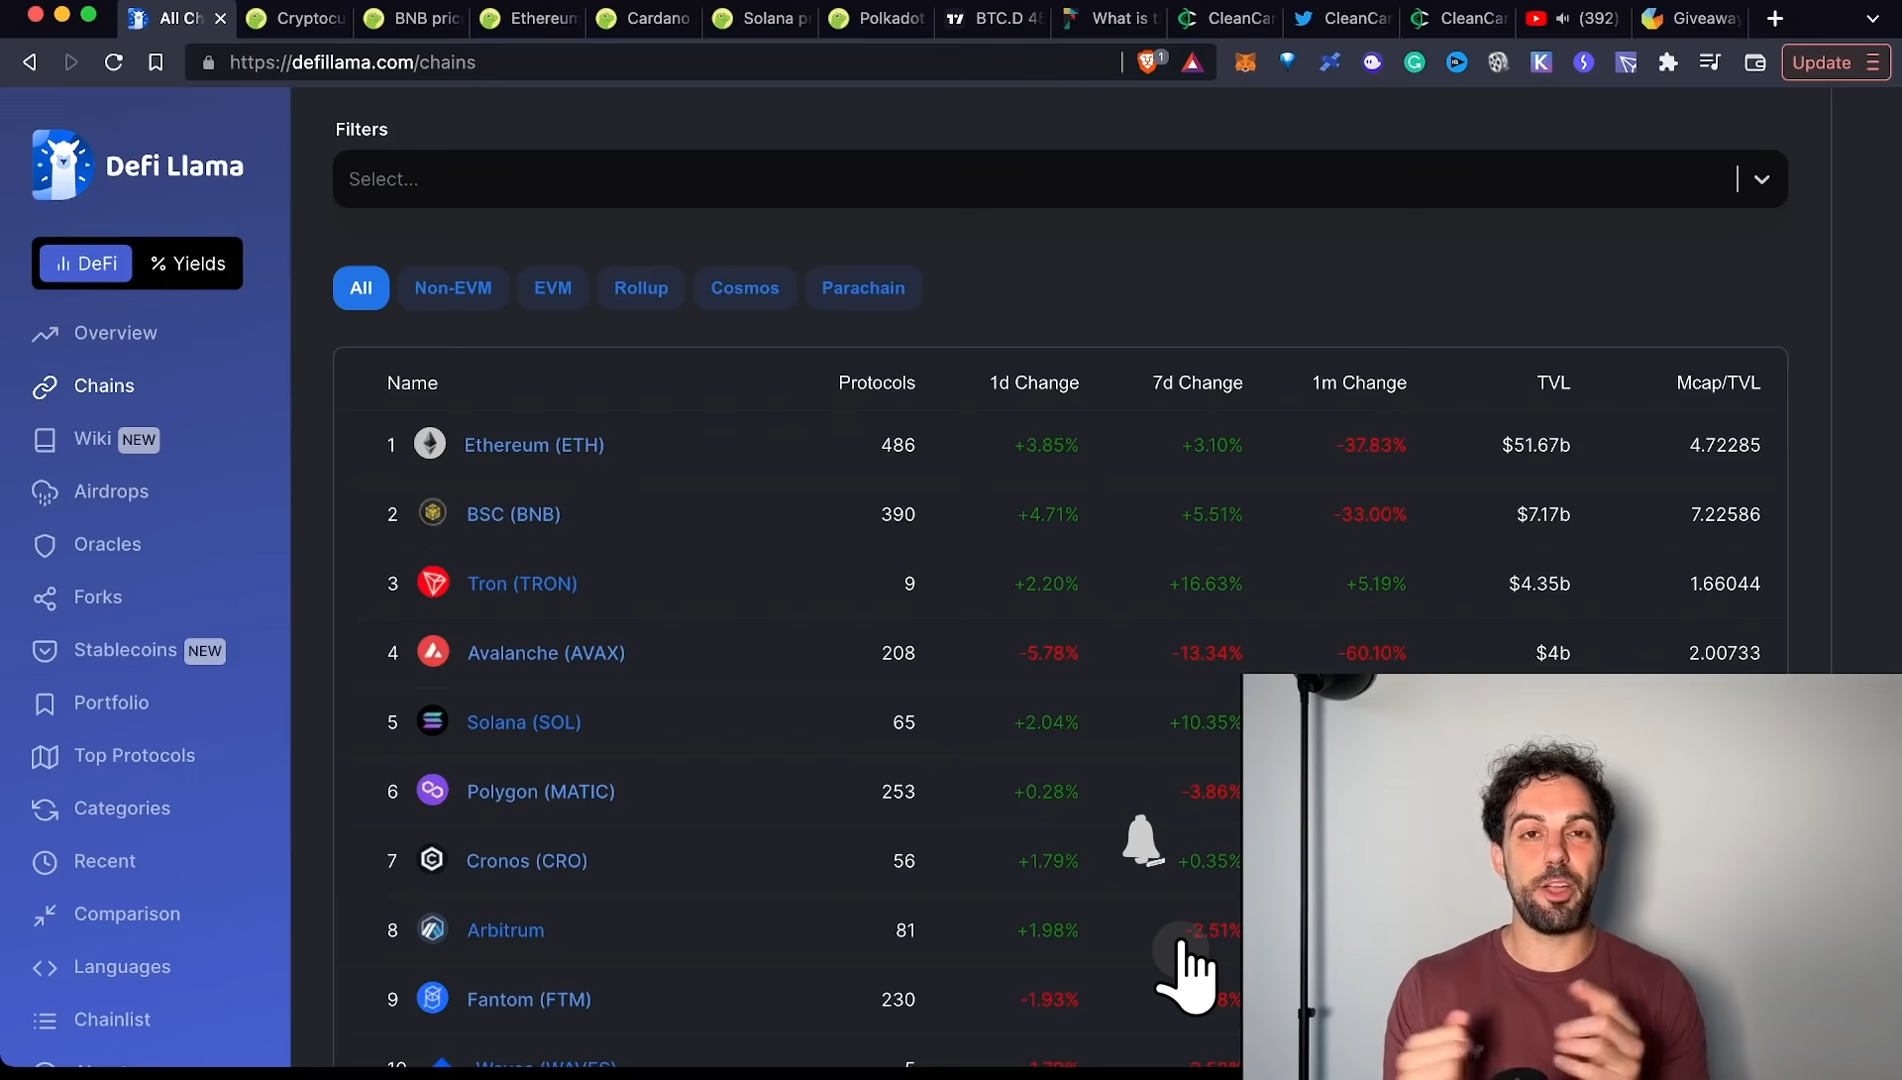 All Ch
Cryptocu
BNB pric
Ethereum
Cardano
Solana p
Polkadot
BTC.D 48
What is t
CleanCar
CleanCar
CleanCar
(392)
Giveaway
https://defillama.com/chains
1
Update
Defi Llama
DeFi
% Yields
Overview
Chains
Wiki NEW
Airdrops
Oracles
Forks
Stablecoins NEW
Portfolio
Top Protocols
Categories
Recent
Comparison
Languages
Chainlist
Filters
Select...
All Non-EVM EVM Rollup Cosmos Parachain
Name Protocols 1d Change 7d Change 1m Change TVL Mcap/TVL
1 Ethereum (ETH) 486 +3.85% +3.10% -37.83% $51.67b 4.72285
2 BSC (BNB) 390 +4.71% +5.51% -33.00% $7.17b 7.22586
3 Tron (TRON) 9 +2.20% +16.63% +5.19% $4.35b 1.66044
4 Avalanche (AVAX) 208 -5.78% -13.34% -60.10% $4b 2.00733
5 Solana (SOL) 65 +2.04% +10.35%
6 Polygon (MATIC) 253 +0.28% -3.86%
7 Cronos (CRO) 56 +1.79% +0.35%
8 Arbitrum 81 +1.98% -2.51%
9 Fantom (FTM) 230 -1.93%
10 Waves (WAVES) 5